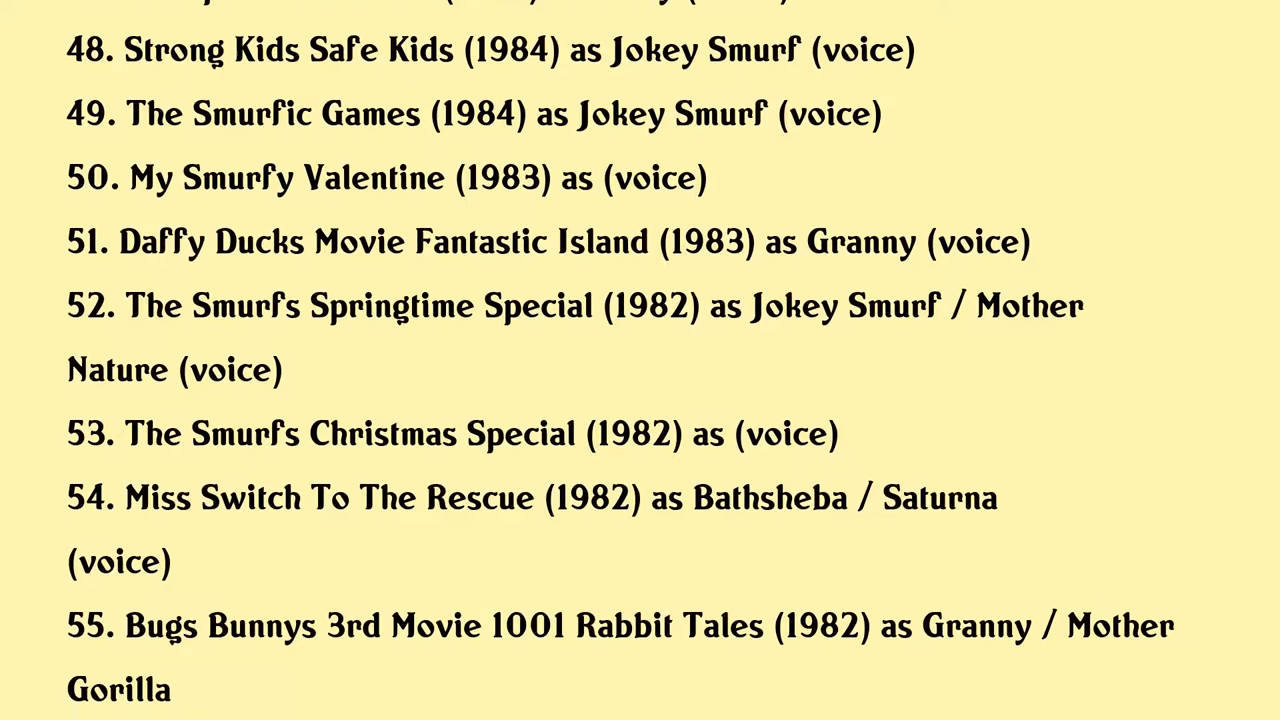 48. Strong Kids Safe Kids (1984) as Jokey Smurf (voice)
49. The Smurfic Games (1984) as Jokey Smurf (voice)
50. My Smurfy Valentine (1983) as (voice)
51. Daffy Ducks Movie Fantastic Island (1983) as Granny (voice)
52. The Smurfs Springtime Special (1982) as Jokey Smurf / Mother
Nature (voice)
53. The Smurfs Christmas Special (1982) as (voice)
54. Miss Switch To The Rescue (1982) as Bathsheba / Saturna
(voice)
55. Bugs Bunnys 3rd Movie 1001 Rabbit Tales (1982) as Granny / Mother
Gorilla